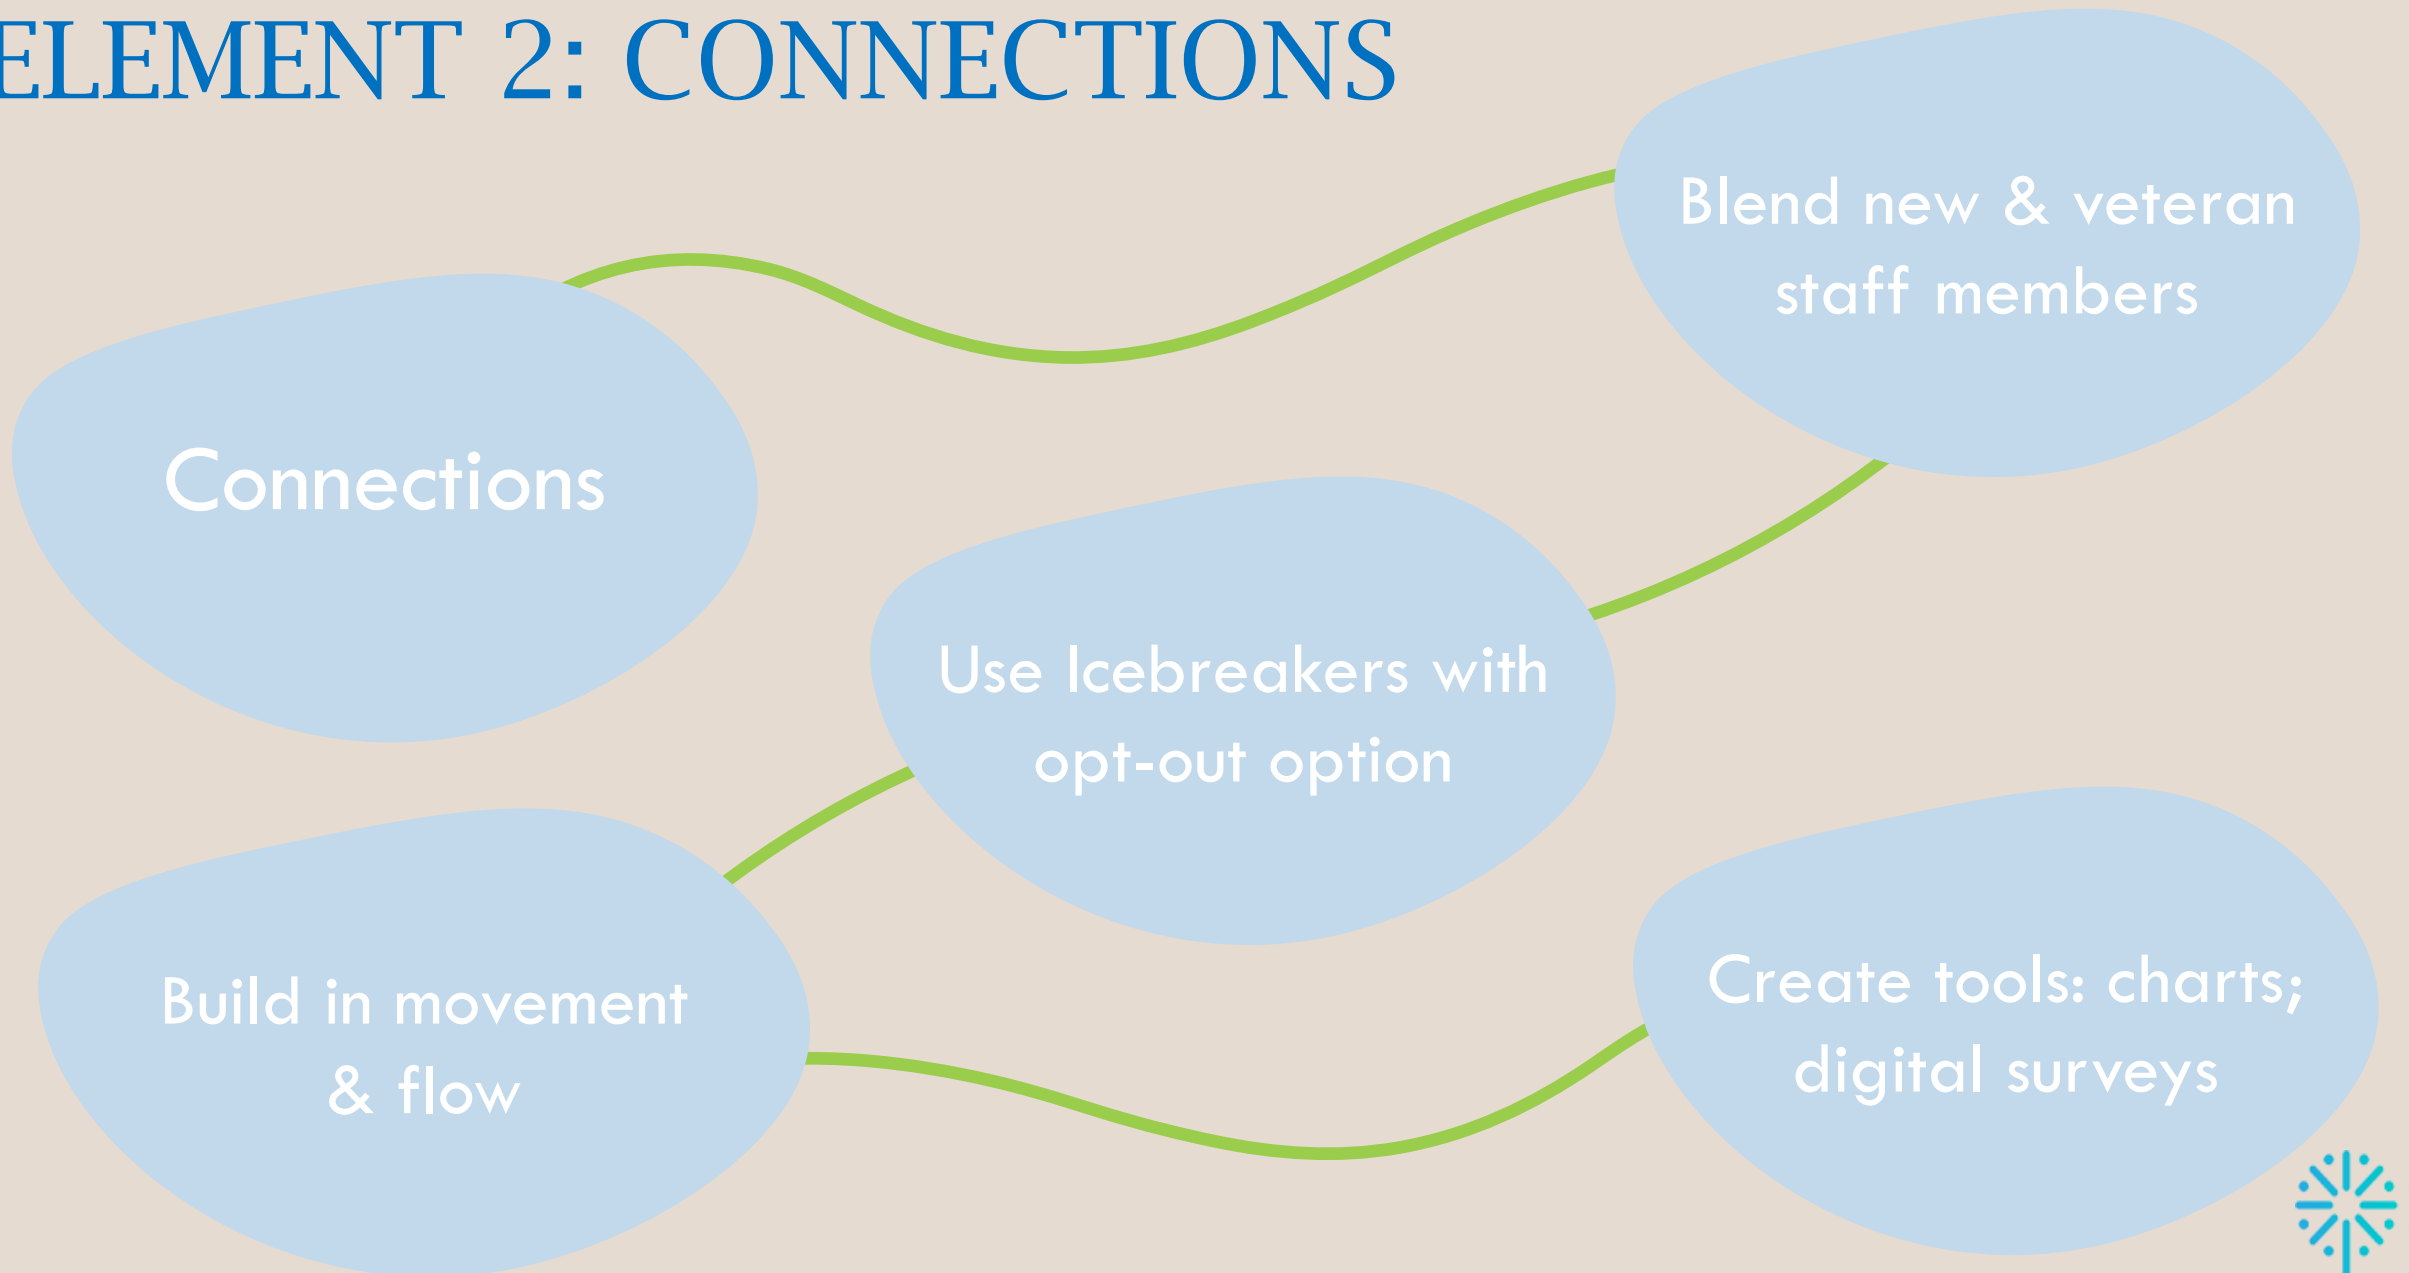 ELEMENT 2: CONNECTIONS
Connections
Blend new & veteran
staff members
Use Icebreakers with
opt-out option
Build in movement
& flow
Create tools: charts;
digital surveys